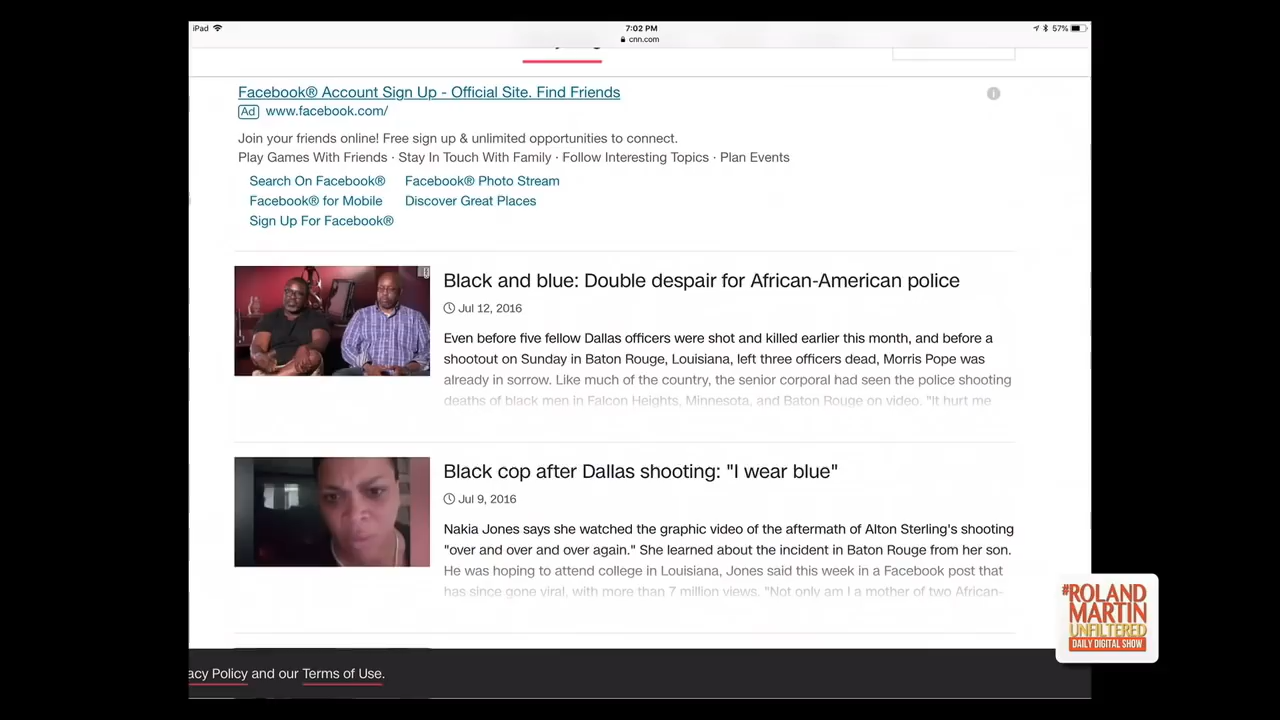 iPad
7:02 PM
57%
cnn.com
Facebook® Account Sign Up - Official Site. Find Friends
Ad www.facebook.com/
Join your friends online! Free sign up & unlimited opportunities to connect.
Play Games With Friends · Stay In Touch With Family · Follow Interesting Topics · Plan Events
Search On Facebook® Facebook® Photo Stream
Facebook® for Mobile Discover Great Places
Sign Up For Facebook®
Black and blue: Double despair for African-American police
Jul 12, 2016
Even before five fellow Dallas officers were shot and killed earlier this month, and before a
shootout on Sunday in Baton Rouge, Louisiana, left three officers dead, Morris Pope was
already in sorrow. Like much of the country, the senior corporal had seen the police shooting
deaths of black men in Falcon Heights, Minnesota, and Baton Rouge on video. "It hurt me
Black cop after Dallas shooting: "I wear blue"
Jul 9, 2016
Nakia Jones says she watched the graphic video of the aftermath of Alton Sterling's shooting
"over and over and over again." She learned about the incident in Baton Rouge from her son.
He was hoping to attend college in Louisiana, Jones said this week in a Facebook post that
has since gone viral, with more than 7 million views. "Not only am I a mother of two African-
#ROLAND
MARTIN
UNFILTERED
DAILY DIGITAL SHOW
acy Policy and our Terms of Use.